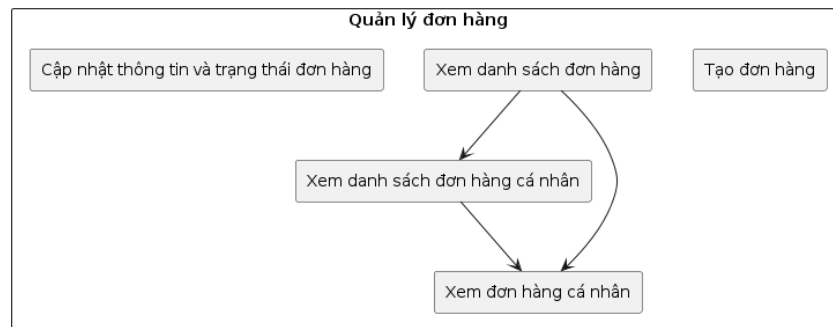 Quản lý đơn hàng
Cập nhật thông tin và trạng thái đơn hàng
Xem danh sách đơn hàng
Tạo đơn hàng
Xem danh sách đơn hàng cá nhân
Xem đơn hàng cá nhân